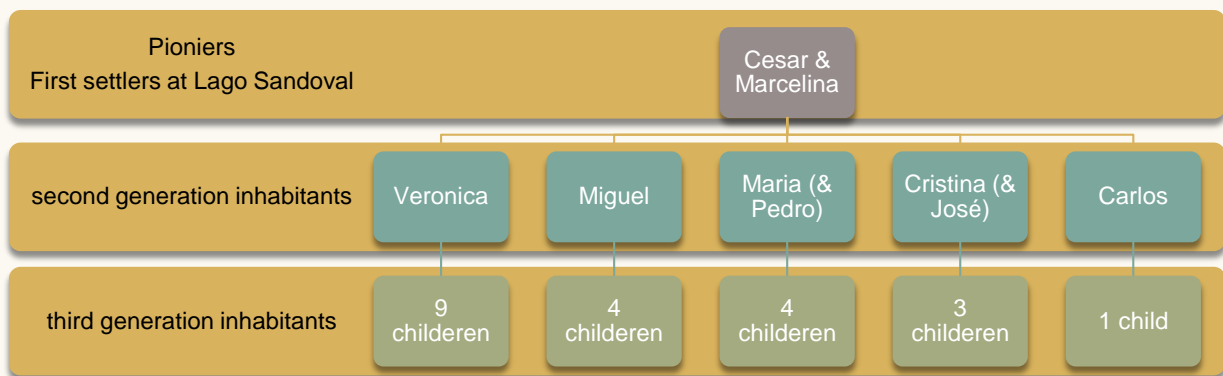 Pioniers
First settlers at Lago Sandoval
Cesar &
Marcelina
second generation inhabitants
Veronica
Miguel
Maria (&
Pedro)
Cristina (&
José)
Carlos
third generation inhabitants
9
childeren
4
childeren
4
childeren
3
childeren
1 child